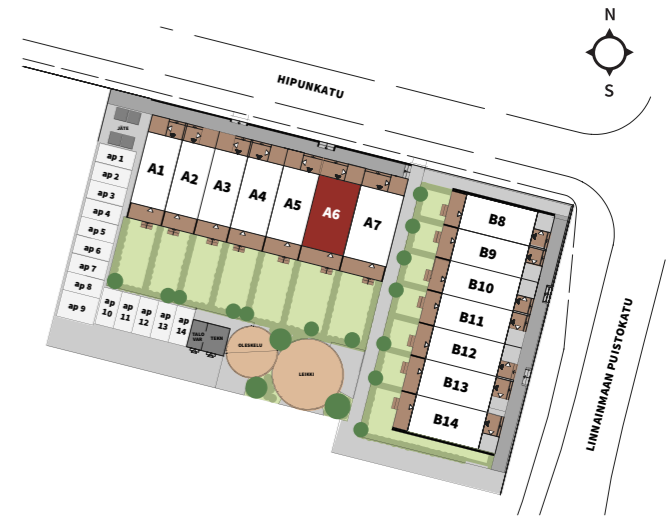 N
S
HIPUNKATU
LINNAINMAAN PUISTOKATU
JÄTE
ap 1
ap 2
ap 3
ap 4
ap 5
ap 6
ap 7
ap 8
ap 9
ap
10
ap
11
ap
12
ap
13
ap
14
A1
A2
A3
A4
A5
A6
A7
B8
B9
B10
B11
B12
B13
B14
TALO
VAR
TEKN
OLESKELU
LEIKKI